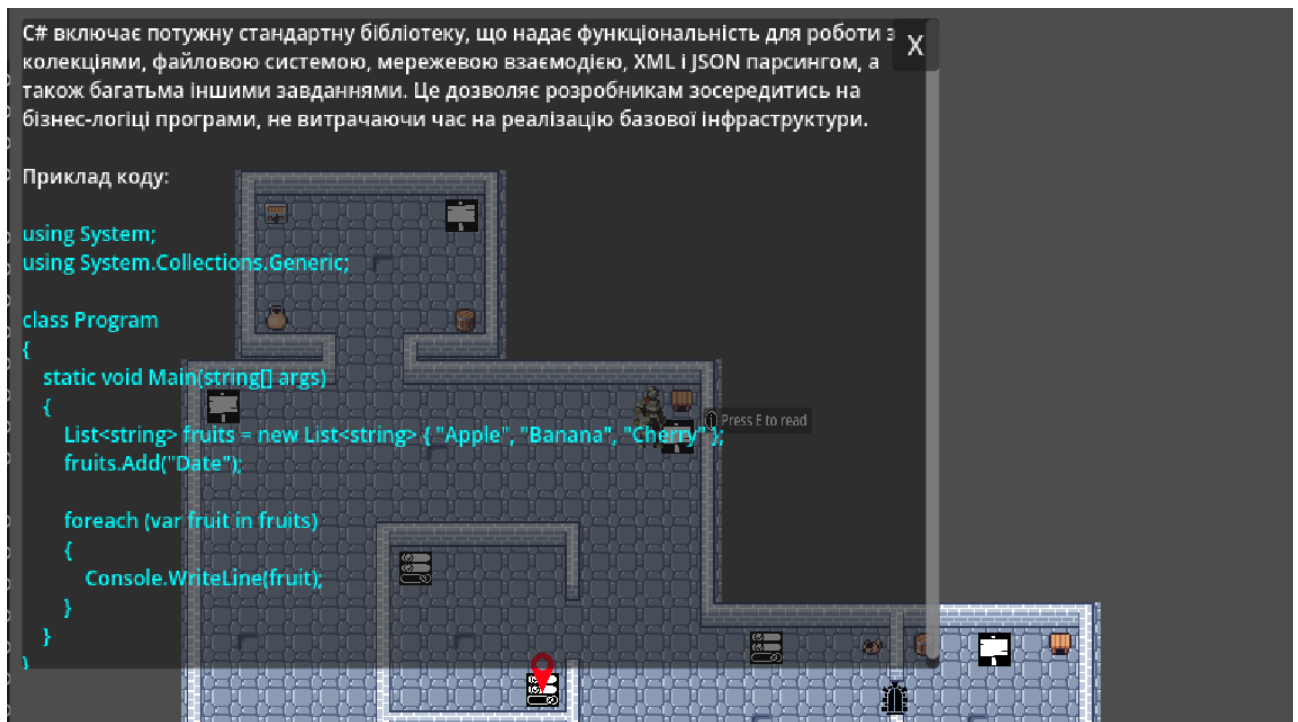 C# включає потужну стандартну бібліотеку, що надає функціональність для роботи з
колекціями, файловою системою, мережевою взаємодією, XML і JSON парсингом, а
також багатьма іншими завданнями. Це дозволяє розробникам зосередитись на
бізнес-логіці програми, не витрачаючи час на реалізацію базової інфраструктури.
X
Приклад коду:
using System;
using System.Collections.Generic;
class Program
{
static void Main(string[] args)
{
List<string> fruits = new List<string> { "Apple", "Banana", "Cherry" };
fruits.Add("Date");
foreach (var fruit in fruits)
{
Console.WriteLine(fruit);
}
}
}
Press E to read